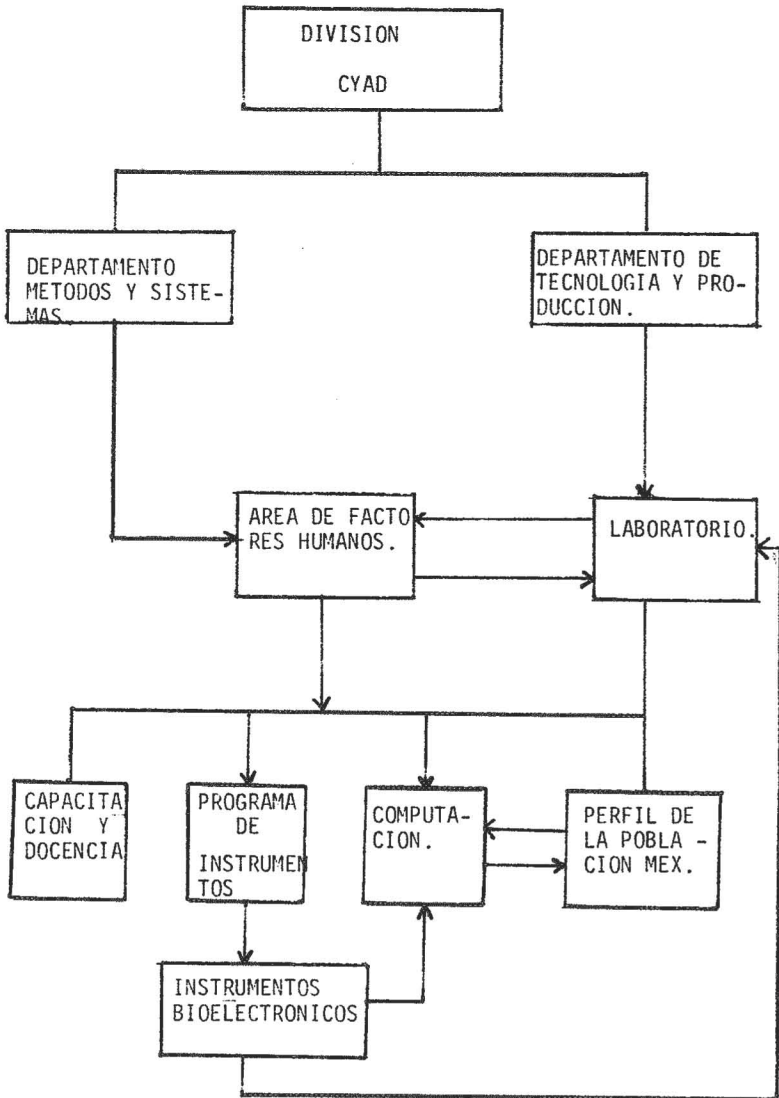 DIVISION
CYAD
DEPARTAMENTO
METODOS Y SISTE-
MAS.
DEPARTAMENTO DE
TECNOLOGIA Y PRO-
DUCCION.
AREA DE FACTO
RES HUMANOS.
LABORATORIO.
CAPACITA
CION Y
DOCENCIA
PROGRAMA
DE
INSTRUMEN
TOS
COMPUTA-
CION.
PERFIL DE
LA POBLA -
CION MEX.
INSTRUMENTOS
BIOELECTRONICOS